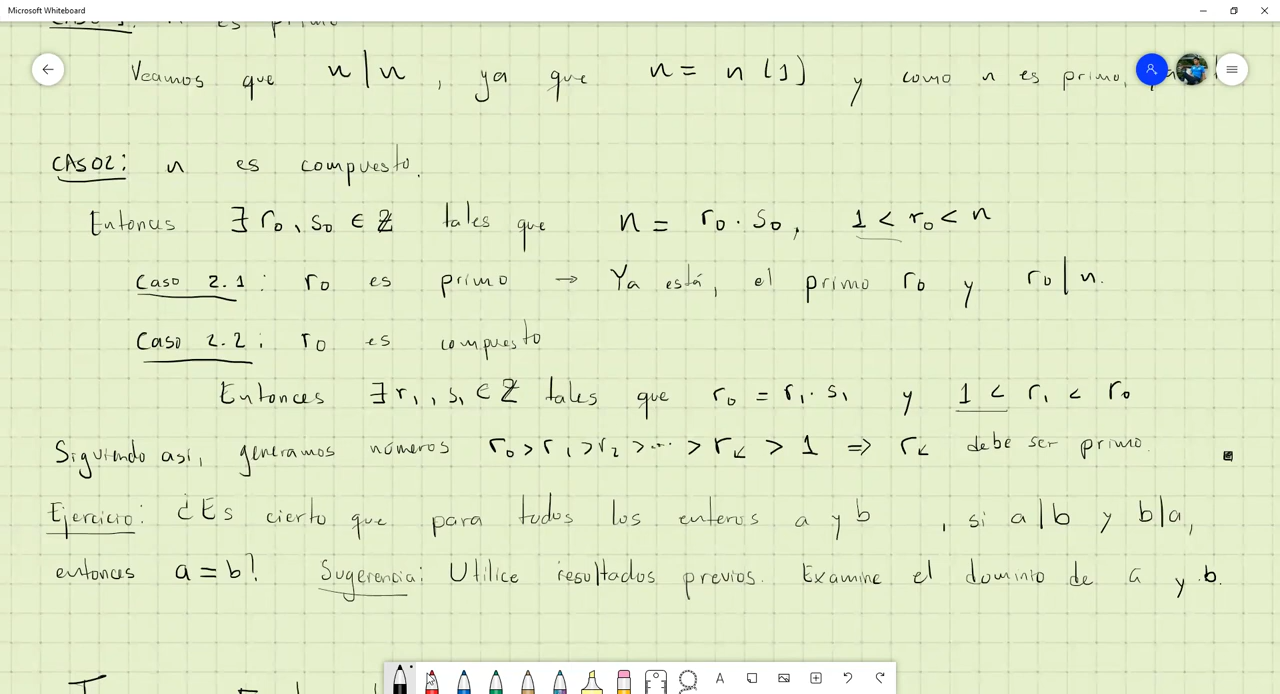 Microsoft Whiteboard
es primo
Veamos que n|n, ya que n = n(1) y como n es primo,
CASO2: n es compuesto.
Entonces ∃ r₀, s₀ ∈ ℤ tales que n = r₀ · s₀, 1 < r₀ < n
Caso 2.1: r₀ es primo → Ya está, el primo r₀ y r₀|n.
Caso 2.2: r₀ es compuesto
Entonces ∃ r₁, s₁ ∈ ℤ tales que r₀ = r₁ · s₁ y 1 < r₁ < r₀
Siguiendo así, generamos números r₀ > r₁ > r₂ > ... > rₖ > 1 ⇒ rₖ debe ser primo.
Ejercicio: ¿Es cierto que para todos los enteros a y b, si a|b y b|a,
entonces a = b? Sugerencia: Utilice resultados previos. Examine el dominio de a y b.